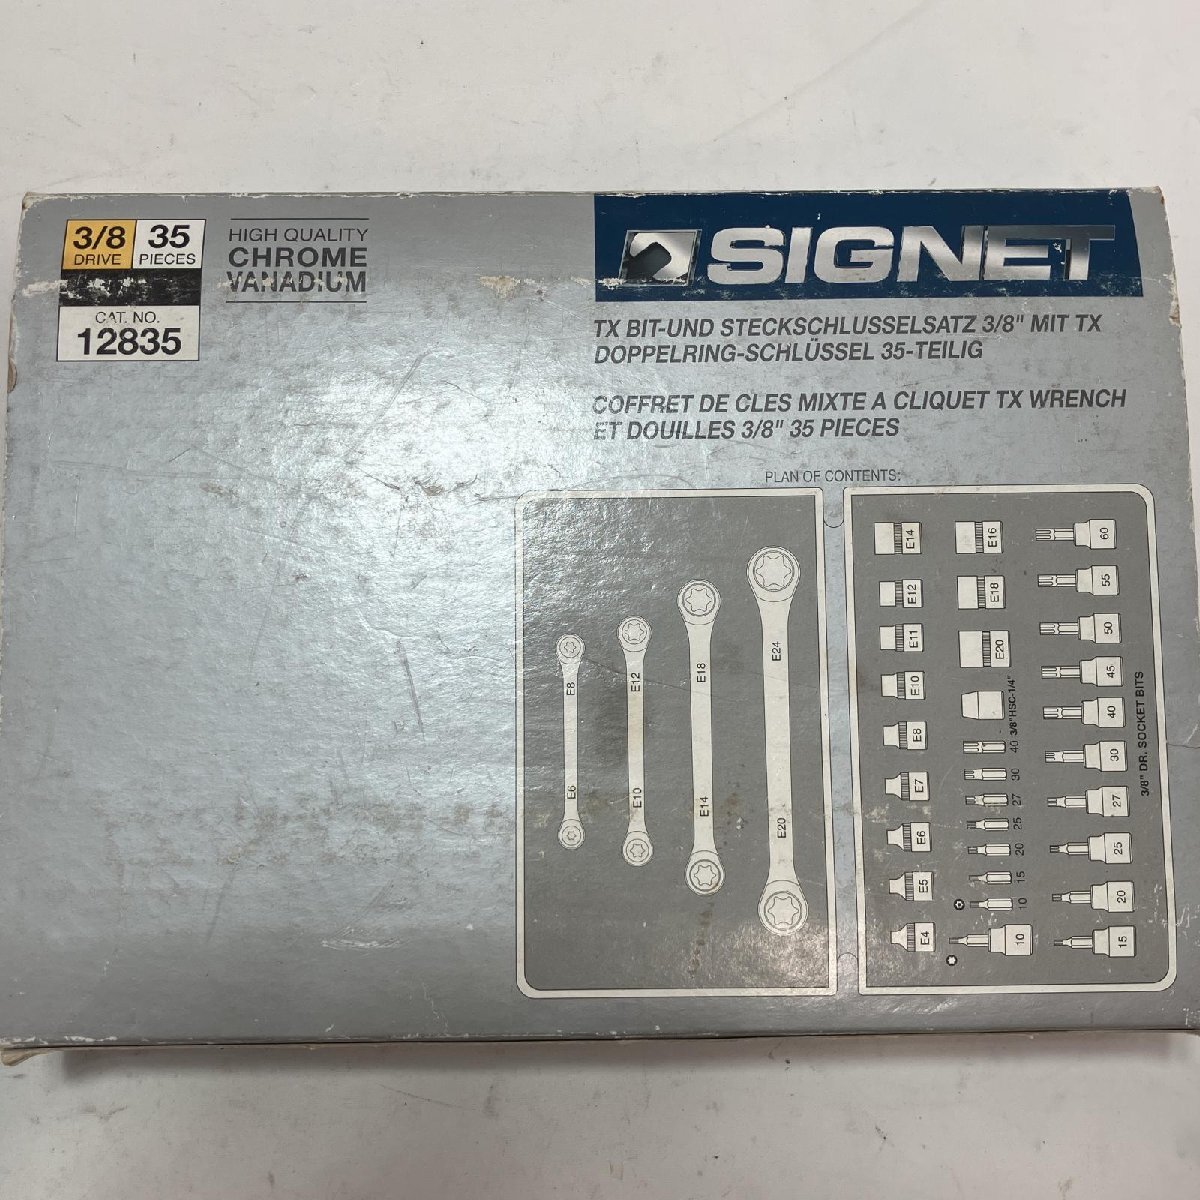 3/8
DRIVE
35
PIECES
CAT. NO.
12835
HIGH QUALITY
CHROME
VANADIUM
SIGNET
TX BIT-UND STECKSCHLUSSELSATZ 3/8" MIT TX
DOPPELRING-SCHLÜSSEL 35-TEILIG
COFFRET DE CLES MIXTE A CLIQUET TX WRENCH
ET DOUILLES 3/8" 35 PIECES
PLAN OF CONTENTS:
E8
E6
E12
E10
E18
E14
E24
E20
E14
E12
E11
E10
E8
E7
E6
E5
E4
E16
E18
E20
3/8"HSC-1/4"
40
30
27
25
20
15
10
10
60
55
50
45
40
30
27
25
20
15
3/8" DR. SOCKET BITS